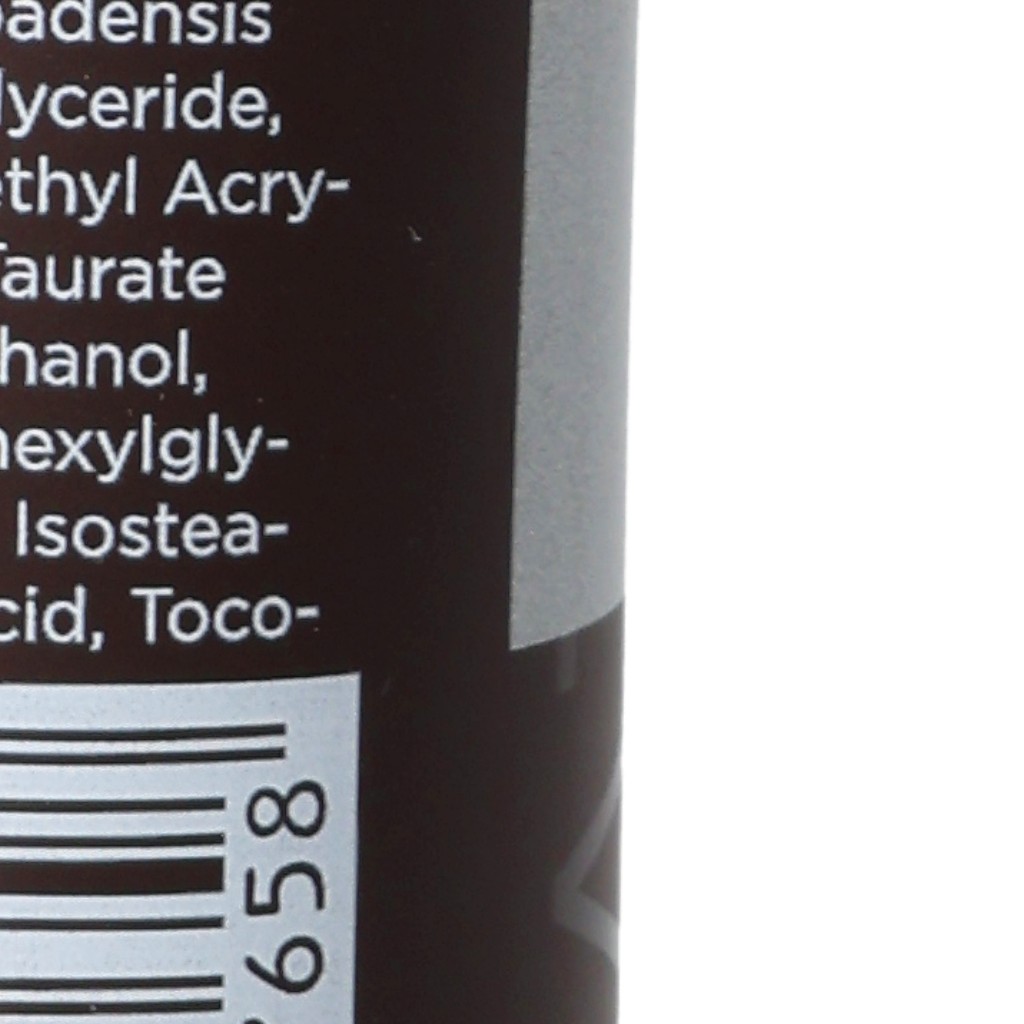 badensis
lyceride,
ethyl Acry-
Taurate
hanol,
hexylgly-
Isostea-
cid, Toco-
658